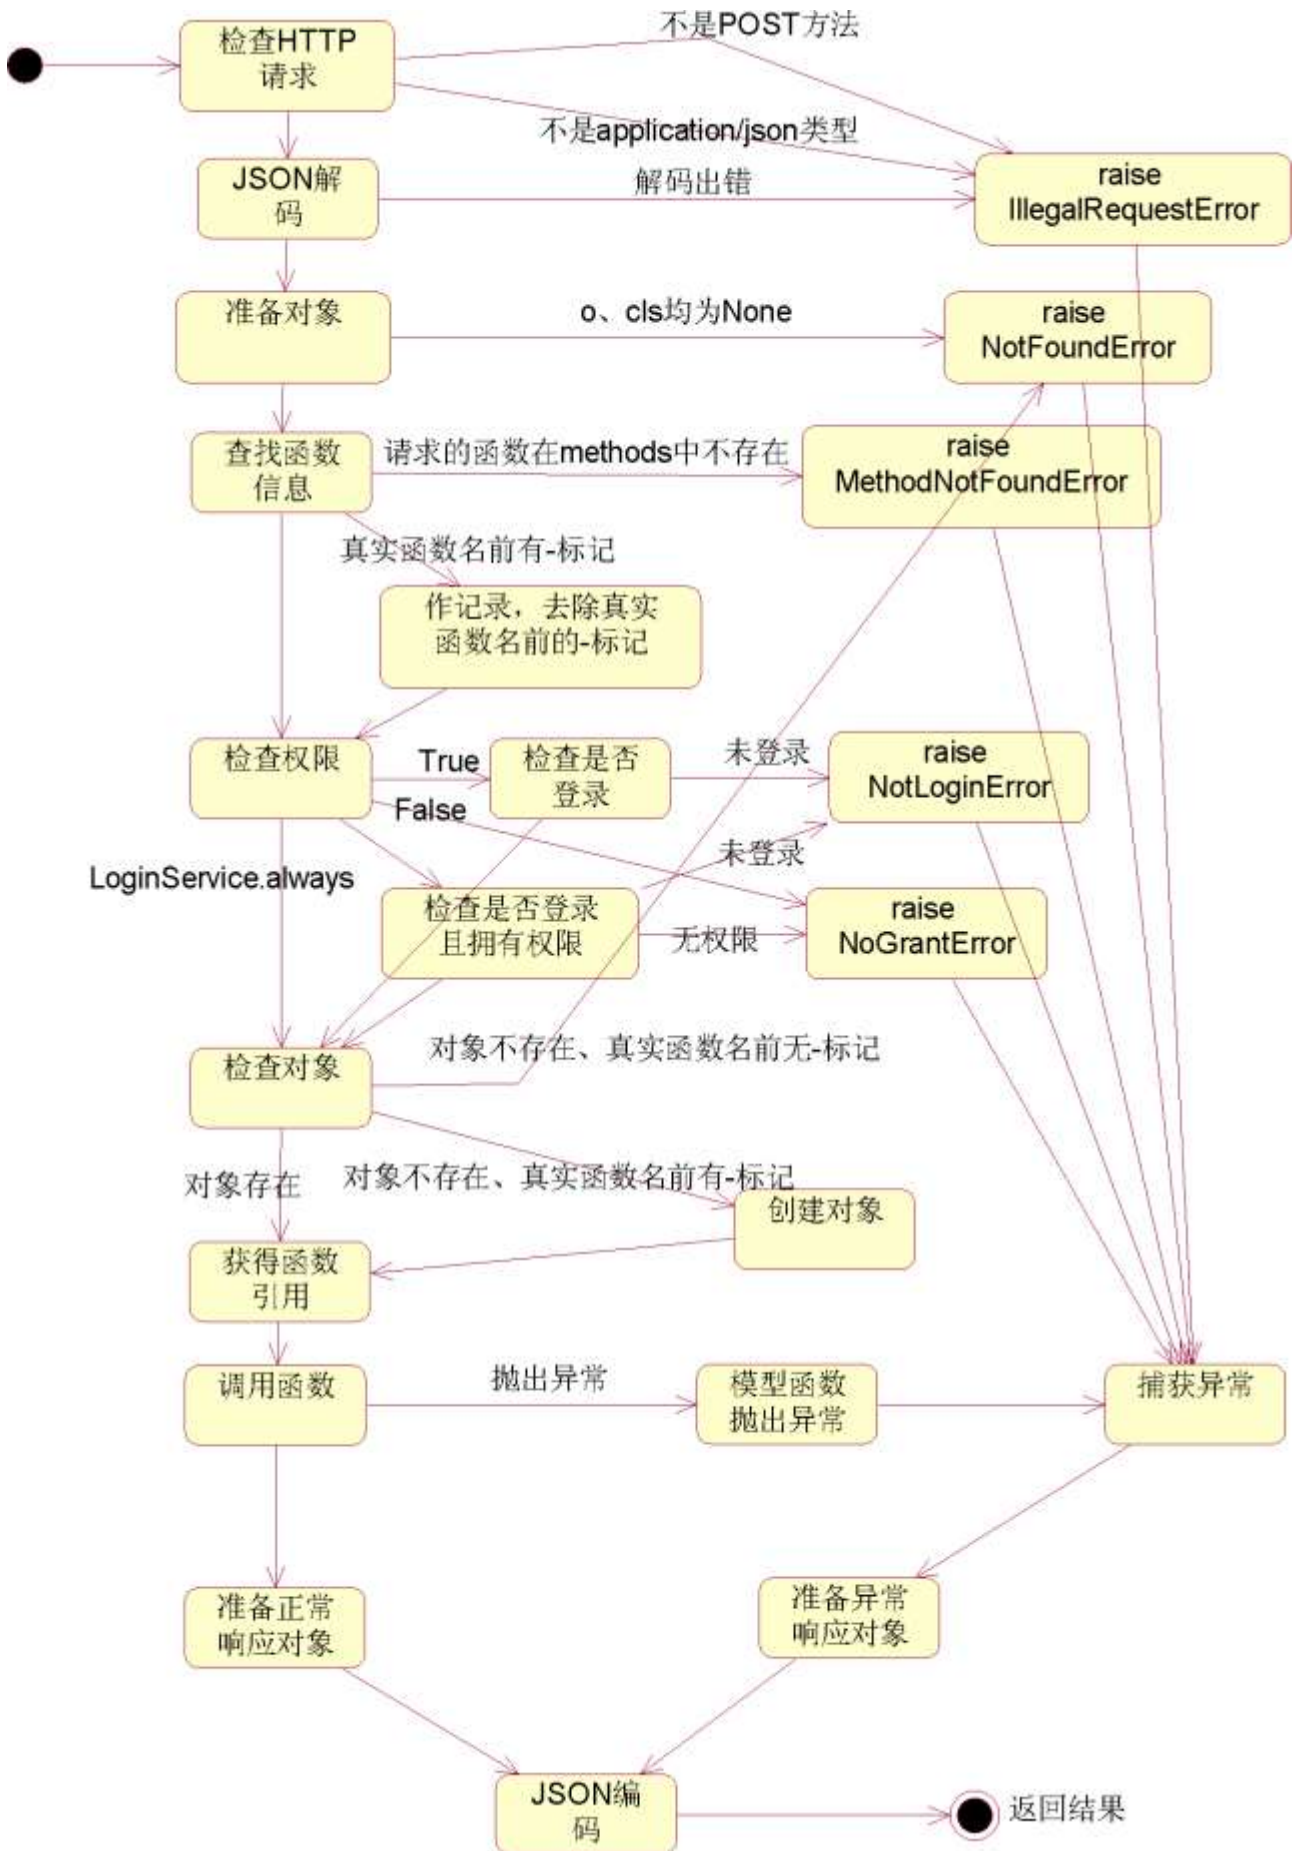 不是POST方法
检查HTTP
请求
不是application/json类型
JSON解
码
解码出错
raise
IllegalRequestError
准备对象
o、cls均为None
raise
NotFoundError
查找函数
信息
请求的函数在methods中不存在
raise
MethodNotFoundError
真实函数名前有-标记
作记录，去除真实
函数名前的-标记
检查权限
True
检查是否
登录
未登录
raise
NotLoginError
False
未登录
LoginService.always
检查是否登录
且拥有权限
无权限
raise
NoGrantError
检查对象
对象不存在、真实函数名前无-标记
对象存在
对象不存在、真实函数名前有-标记
创建对象
获得函数
引用
调用函数
抛出异常
模型函数
抛出异常
捕获异常
准备正常
响应对象
准备异常
响应对象
JSON编
码
返回结果